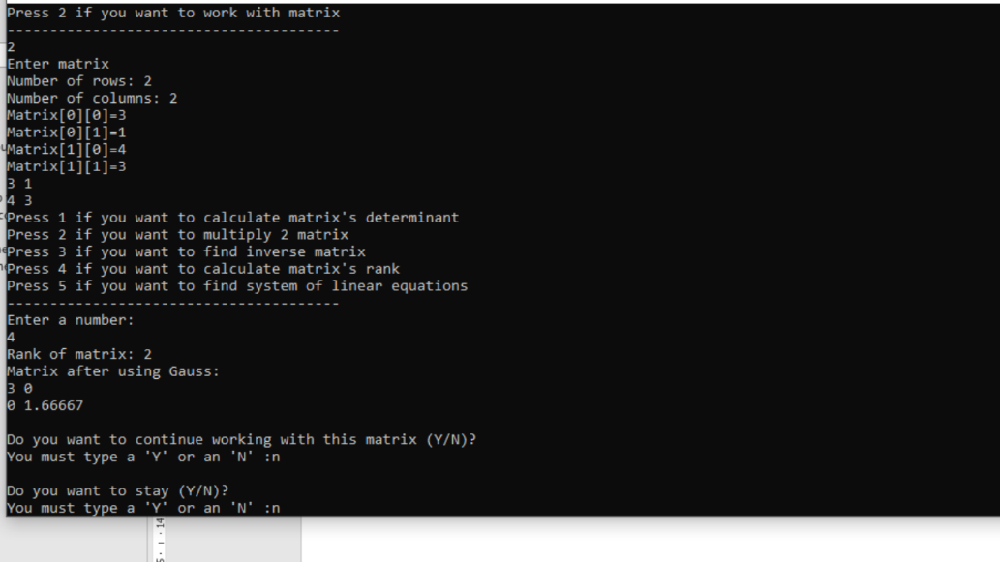 Press 2 if you want to work with matrix
---------------------------------------
2
Enter matrix
Number of rows: 2
Number of columns: 2
Matrix[0][0]=3
Matrix[0][1]=1
Matrix[1][0]=4
Matrix[1][1]=3
3 1
4 3
Press 1 if you want to calculate matrix's determinant
Press 2 if you want to multiply 2 matrix
Press 3 if you want to find inverse matrix
Press 4 if you want to calculate matrix's rank
Press 5 if you want to find system of linear equations
---------------------------------------
Enter a number:
4
Rank of matrix: 2
Matrix after using Gauss:
3 0
0 1.66667
Do you want to continue working with this matrix (Y/N)?
You must type a 'Y' or an 'N' :n
Do you want to stay (Y/N)?
You must type a 'Y' or an 'N' :n